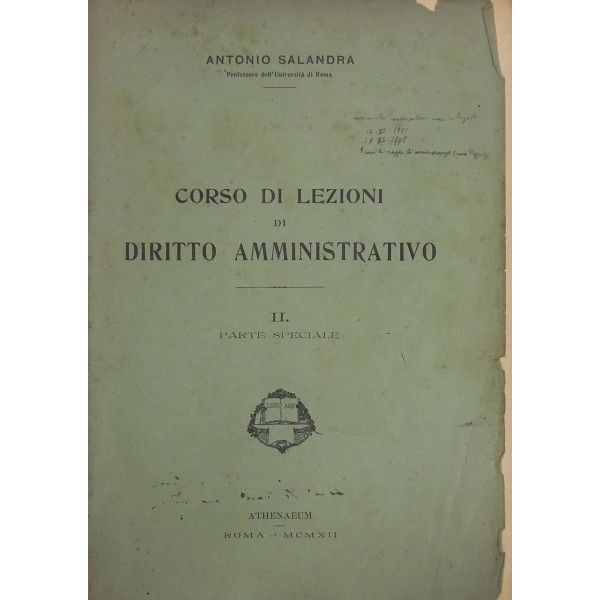 ANTONIO SALANDRA
Professore dell'Università di Roma
CORSO DI LEZIONI
DI
DIRITTO AMMINISTRATIVO
II.
PARTE SPECIALE
ATHENAEUM
ROMA MCMXII